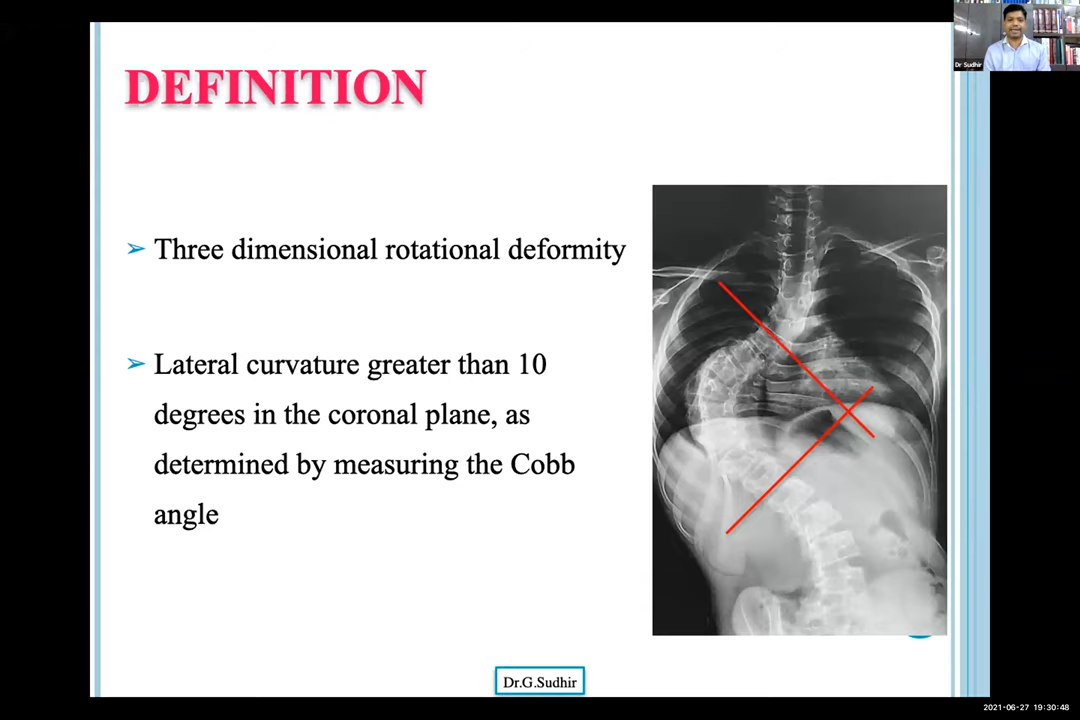 Dr Sudhir
DEFINITION
➢ Three dimensional rotational deformity
➢ Lateral curvature greater than 10
degrees in the coronal plane, as
determined by measuring the Cobb
angle
Dr.G.Sudhir
2021-06-27 19:30:48